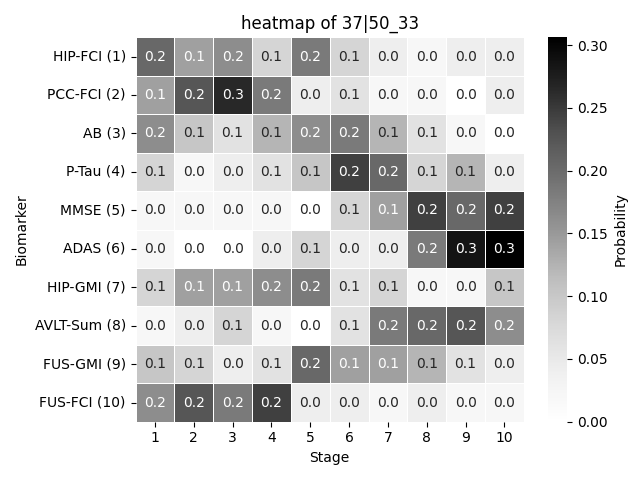 heatmap of 37|50_33
HIP-FCI (1) 0.2 0.1 0.2 0.1 0.2 0.1 0.0 0.0 0.0 0.0
PCC-FCI (2) 0.1 0.2 0.3 0.2 0.0 0.1 0.0 0.0 0.0 0.0
AB (3) 0.2 0.1 0.1 0.1 0.2 0.2 0.1 0.1 0.0 0.0
P-Tau (4) 0.1 0.0 0.0 0.1 0.1 0.2 0.2 0.1 0.1 0.0
MMSE (5) 0.0 0.0 0.0 0.0 0.0 0.1 0.1 0.2 0.2 0.2
ADAS (6) 0.0 0.0 0.0 0.0 0.1 0.0 0.0 0.2 0.3 0.3
HIP-GMI (7) 0.1 0.1 0.1 0.2 0.2 0.1 0.1 0.0 0.0 0.1
AVLT-Sum (8) 0.0 0.0 0.1 0.0 0.0 0.1 0.2 0.2 0.2 0.2
FUS-GMI (9) 0.1 0.1 0.0 0.1 0.2 0.1 0.1 0.1 0.1 0.0
FUS-FCI (10) 0.2 0.2 0.2 0.2 0.0 0.0 0.0 0.0 0.0 0.0
1 2 3 4 5 6 7 8 9 10
Stage
Biomarker
0.30
0.25
0.20
0.15
0.10
0.05
0.00
Probability